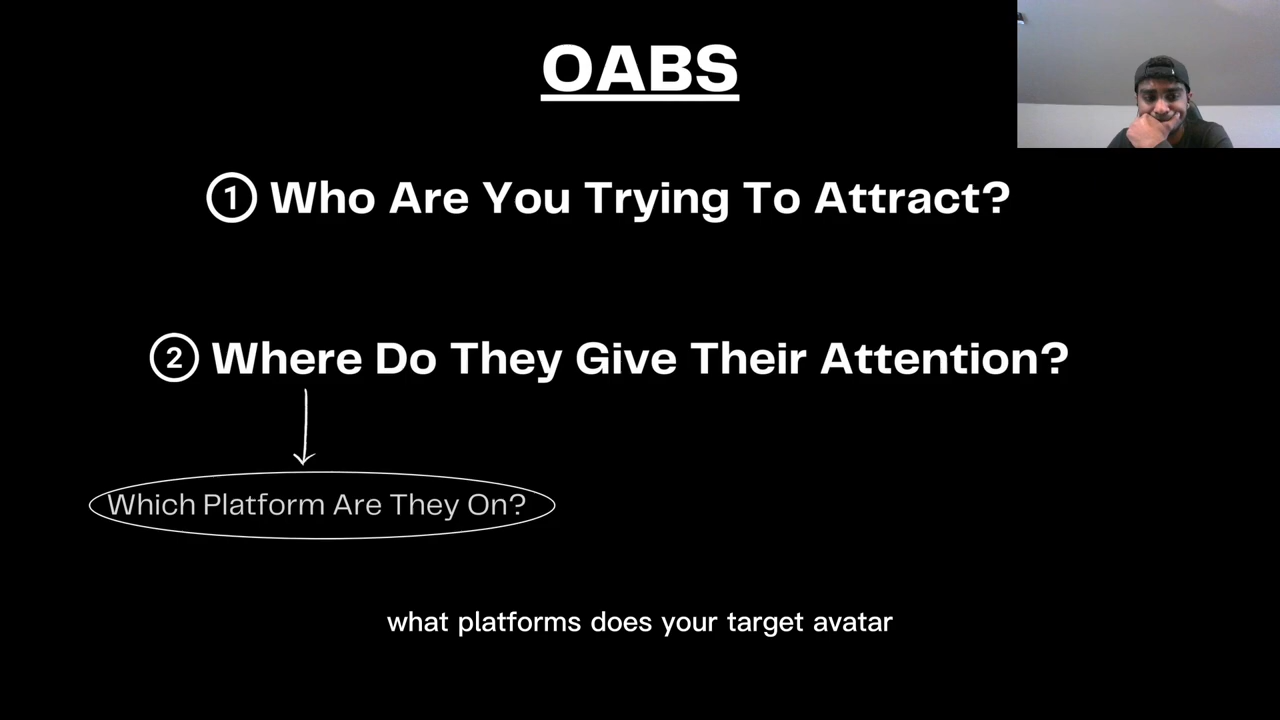 OABS
① Who Are You Trying To Attract?
② Where Do They Give Their Attention?
Which Platform Are They On?
what platforms does your target avatar